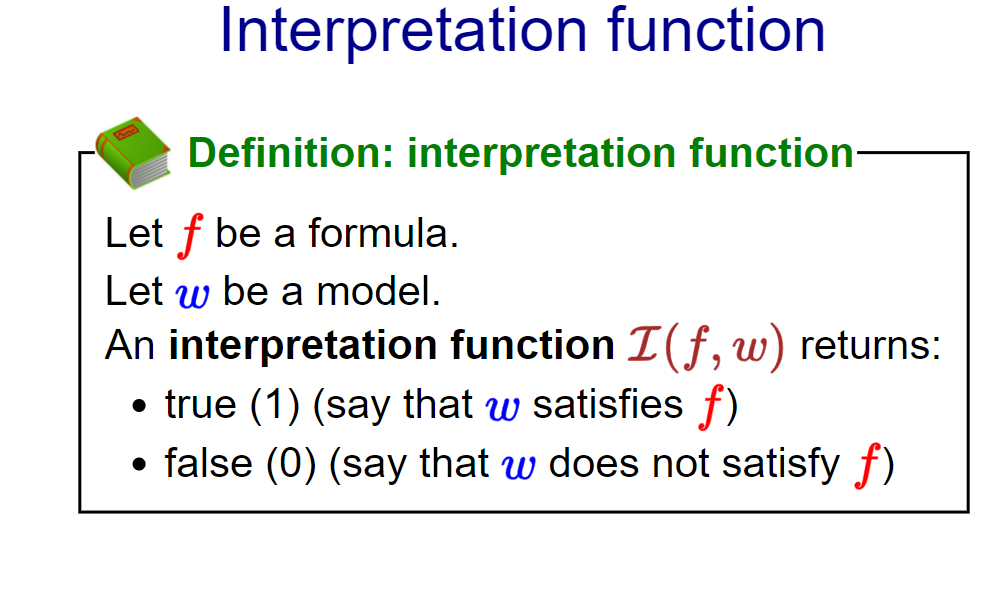 Interpretation function
Definition: interpretation function
Let f be a formula.
Let w be a model.
An interpretation function I(f, w) returns:
• true (1) (say that w satisfies f)
• false (0) (say that w does not satisfy f)